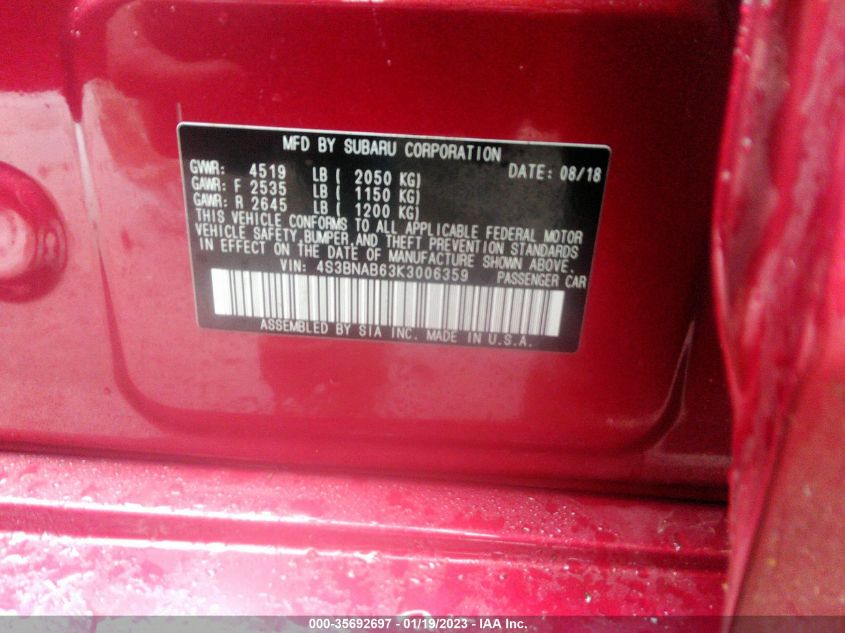 MFD BY SUBARU CORPORATION
GVWR: 4519 LB ( 2050 KG) DATE: 08/18
GAWR: F 2535 LB ( 1150 KG)
GAWR: R 2645 LB ( 1200 KG)
THIS VEHICLE CONFORMS TO ALL APPLICABLE FEDERAL MOTOR
VEHICLE SAFETY, BUMPER, AND THEFT PREVENTION STANDARDS
IN EFFECT ON THE DATE OF MANUFACTURE SHOWN ABOVE.
VIN: 4S3BNAB63K3006359 PASSENGER CAR
ASSEMBLED BY SIA INC. MADE IN U.S.A.
000-35692697 - 01/19/2023 - IAA Inc.